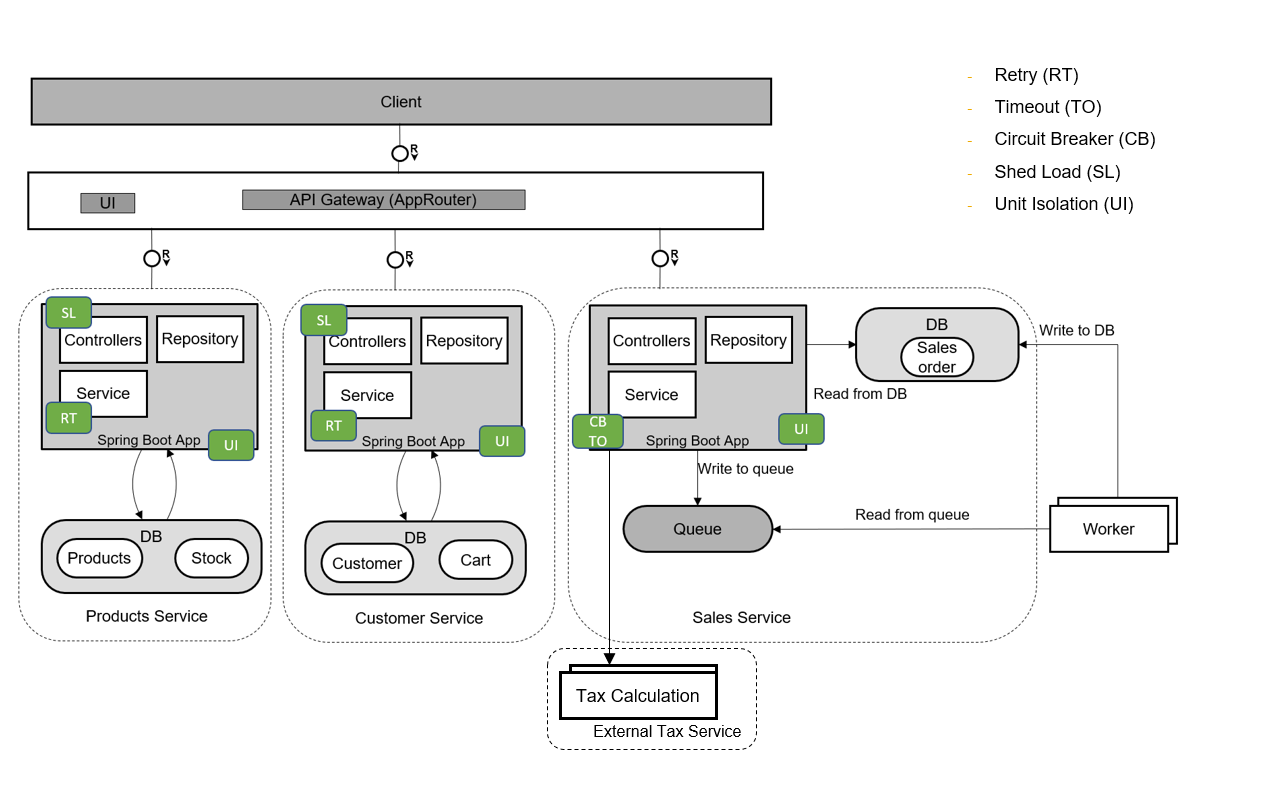 Retry (RT)
Timeout (TO)
Circuit Breaker (CB)
Shed Load (SL)
Unit Isolation (UI)
Client
R
UI
API Gateway (AppRouter)
R
R
R
SL
Controllers
Repository
Service
RT
Spring Boot App
UI
DB
Products
Stock
Products Service
SL
Controllers
Repository
Service
RT
Spring Boot App
UI
DB
Customer
Cart
Customer Service
Controllers
Repository
Service
CB
TO
Spring Boot App
UI
DB
Sales
order
Write to DB
Read from DB
Write to queue
Queue
Read from queue
Worker
Sales Service
Tax Calculation
External Tax Service